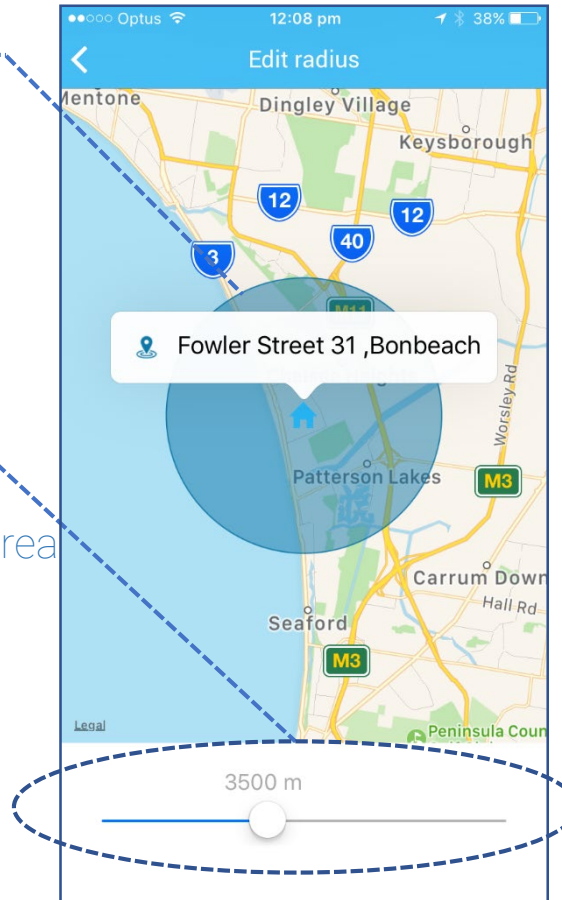 Optus 12:08 pm 38%
Edit radius
Mentone
Dingley Village
Keysborough
12
12
40
3
M11
Fowler Street 31 ,Bonbeach
Worsley Rd
Patterson Lakes
M3
rea
Carrum Down
Hall Rd
Seaford
M3
Legal
Peninsula Coun
3500 m